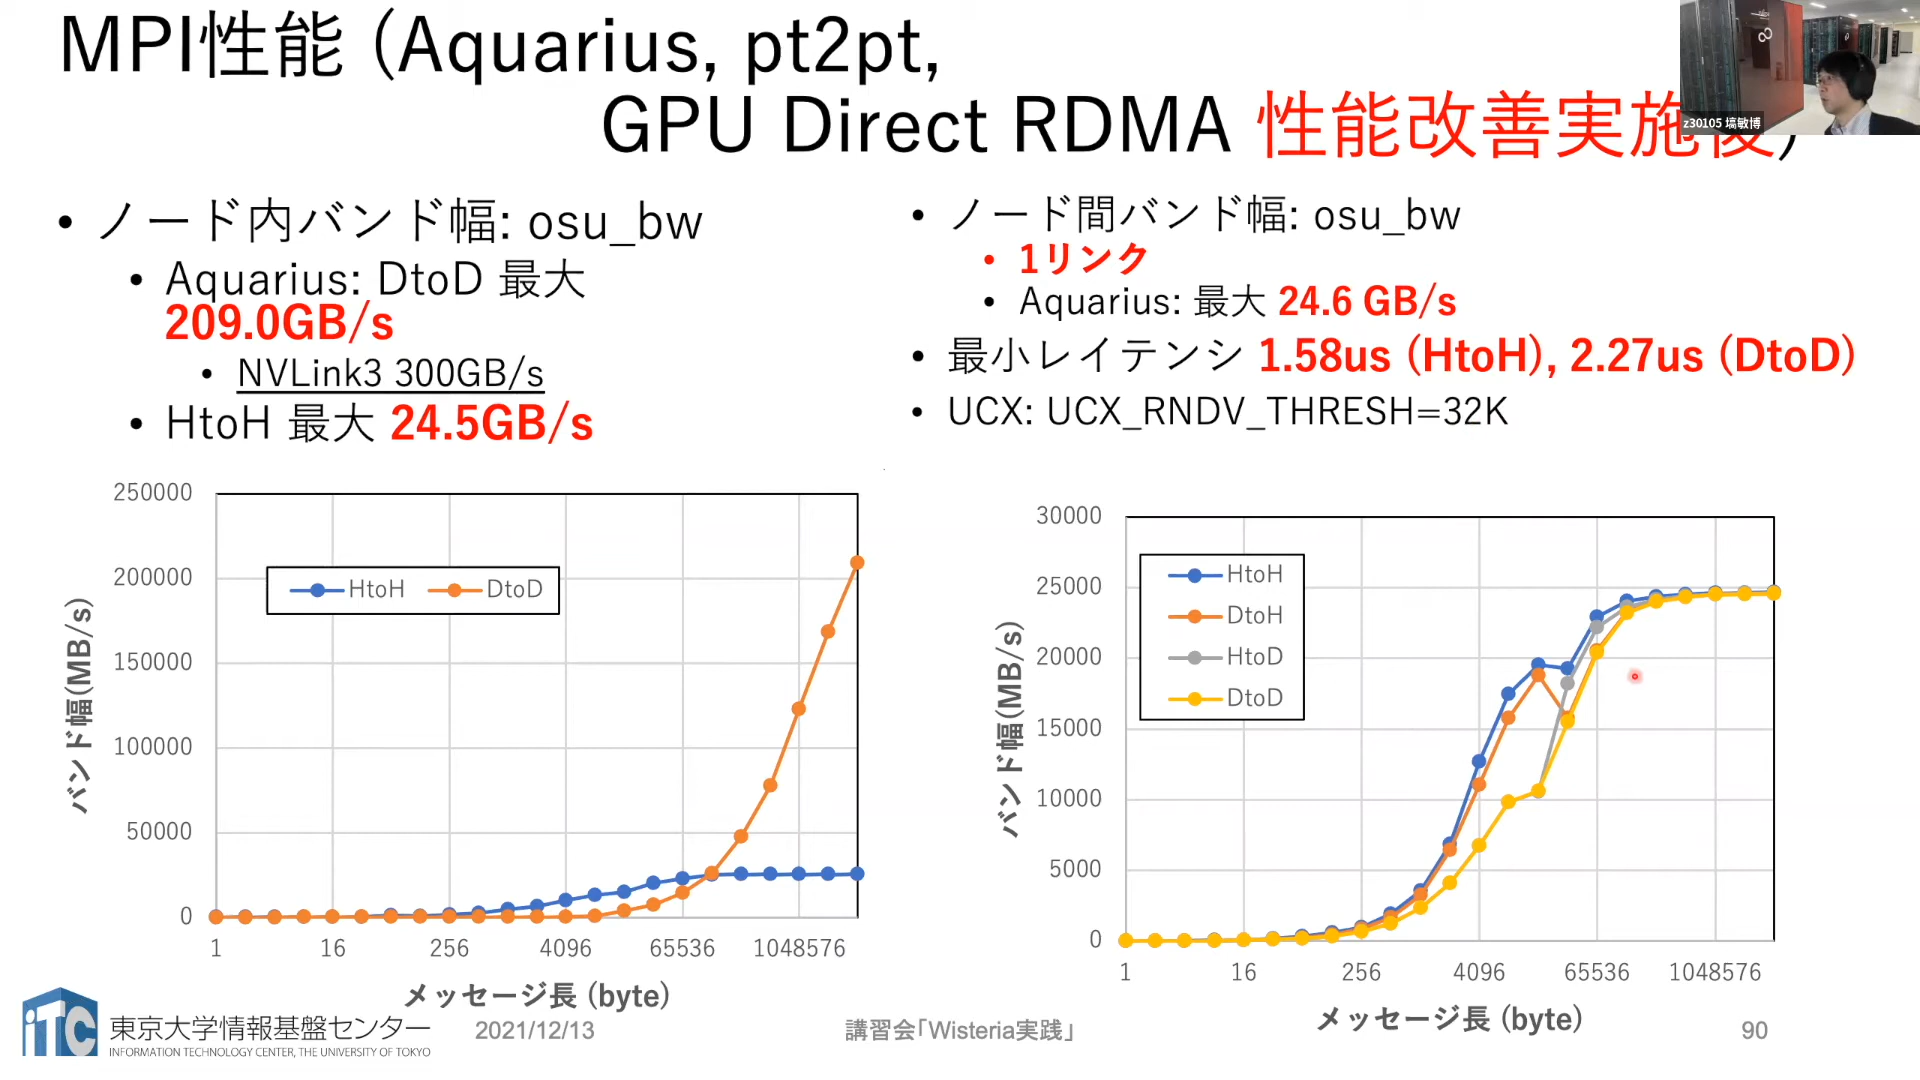 MPI性能 (Aquarius, pt2pt,
GPU Direct RDMA 性能改善実施後)
z30105 塙敏博
• ノード内バンド幅: osu_bw
• Aquarius: DtoD 最大
209.0GB/s
• NVLink3 300GB/s
• HtoH 最大 24.5GB/s
• ノード間バンド幅: osu_bw
• 1リンク
• Aquarius: 最大 24.6 GB/s
• 最小レイテンシ 1.58us (HtoH), 2.27us (DtoD)
• UCX: UCX_RNDV_THRESH=32K
250000
200000
150000
100000
50000
0
バンド幅(MB/s)
HtoH DtoD
1 16 256 4096 65536 1048576
メッセージ長 (byte)
30000
25000
20000
15000
10000
5000
0
バンド幅(MB/s)
HtoH
DtoH
HtoD
DtoD
1 16 256 4096 65536 1048576
メッセージ長 (byte)
iTC
東京大学情報基盤センター
INFORMATION TECHNOLOGY CENTER, THE UNIVERSITY OF TOKYO
2021/12/13
講習会「Wisteria実践」
90